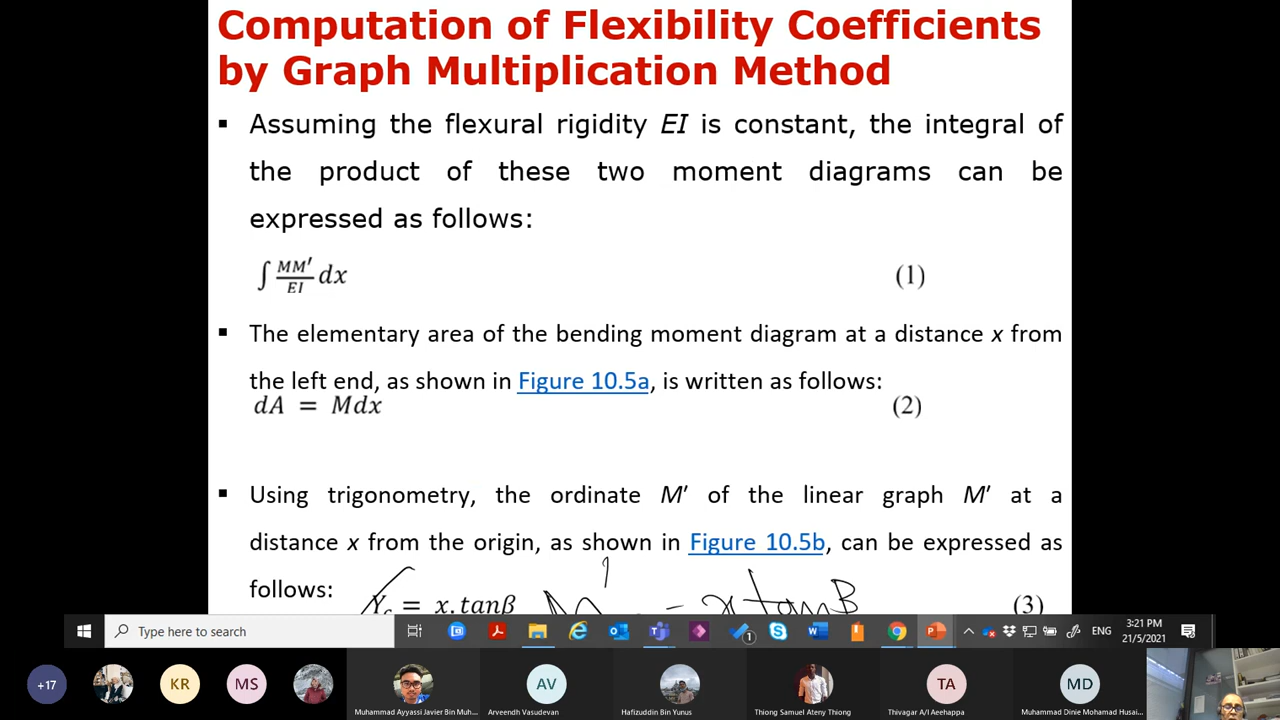 Computation of Flexibility Coefficients
by Graph Multiplication Method
▪ Assuming the flexural rigidity EI is constant, the integral of
the product of these two moment diagrams can be
expressed as follows:
∫ MM′/EI dx (1)
▪ The elementary area of the bending moment diagram at a distance x from
the left end, as shown in Figure 10.5a, is written as follows:
dA = Mdx (2)
▪ Using trigonometry, the ordinate M′ of the linear graph M′ at a
distance x from the origin, as shown in Figure 10.5b, can be expressed as
follows:
Yc = x.tanβ M' = x tanB (3)
Type here to search
1
ENG
3:21 PM
21/5/2021
+17
KR
MS
AV
TA
MD
Muhammad Ayyassi Javier Bin Muh...
Arveendh Vasudevan
Hafizuddin Bin Yunus
Thiong Samuel Ateny Thiong
Thivagar A/l Aeehappa
Muhammad Dinie Mohamad Husai...